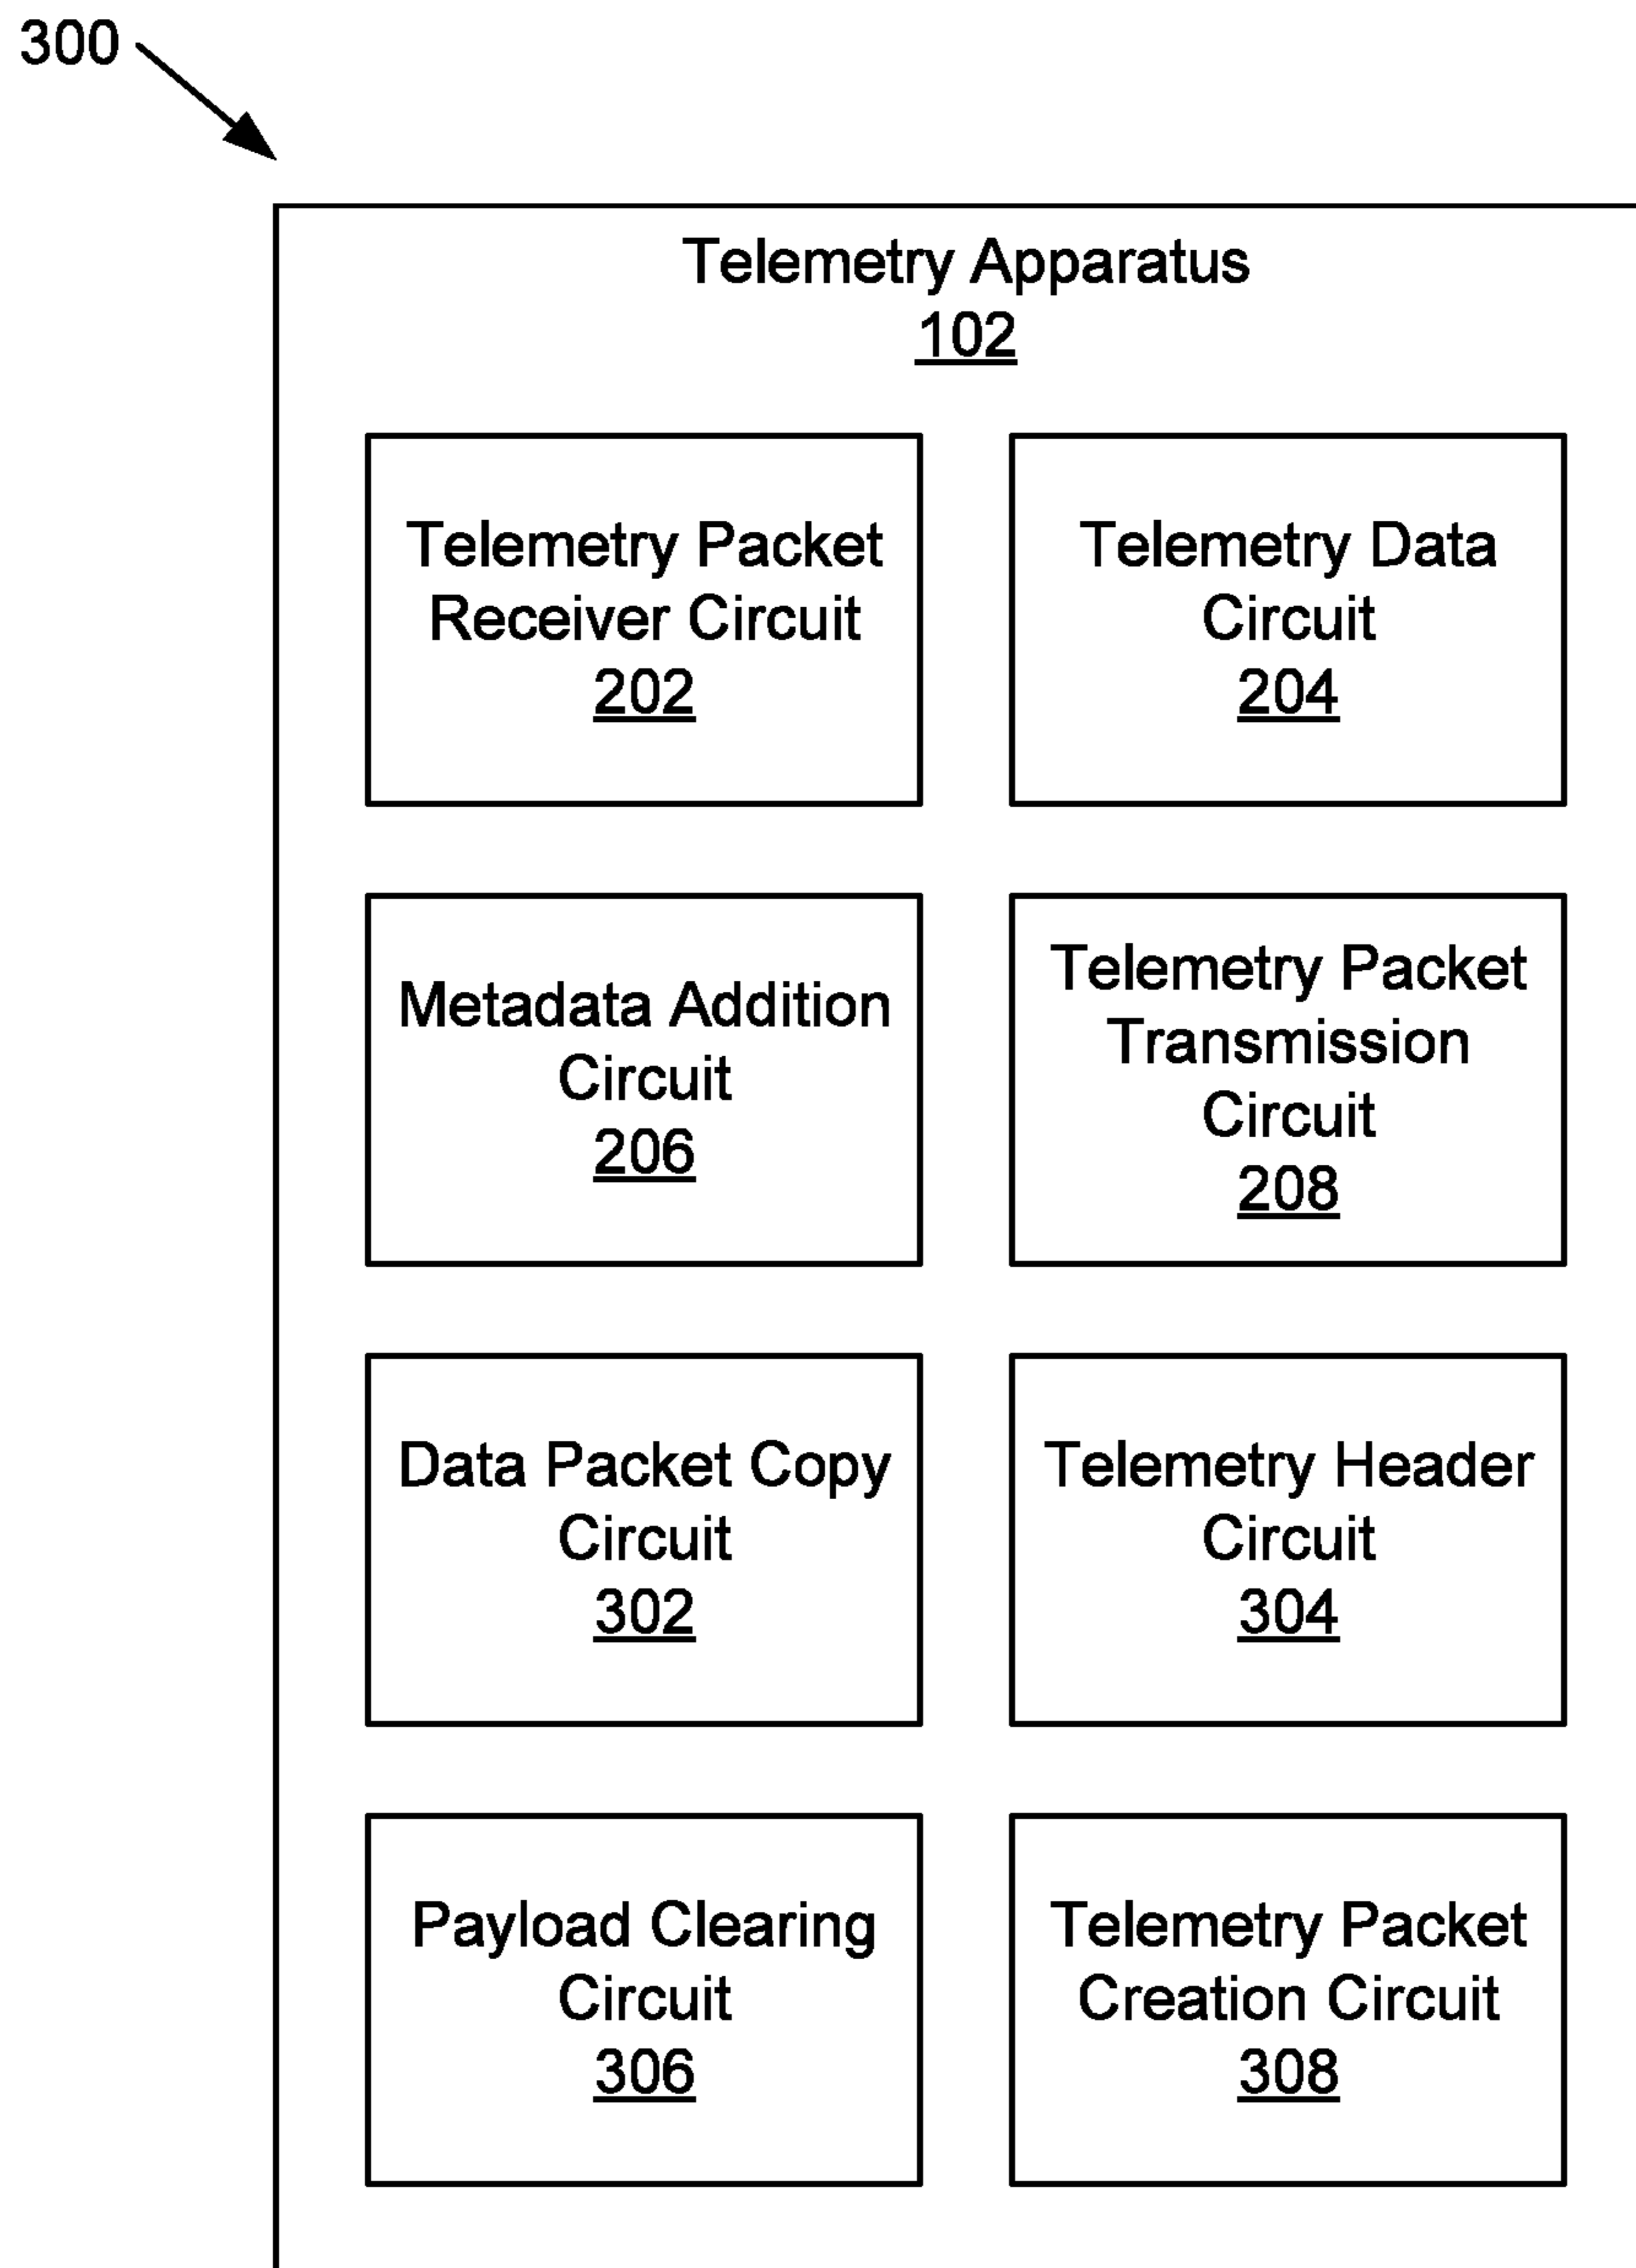 300
Telemetry Apparatus
102
Telemetry Packet
Receiver Circuit
202
Telemetry Data
Circuit
204
Metadata Addition
Circuit
206
Telemetry Packet
Transmission
Circuit
208
Data Packet Copy
Circuit
302
Telemetry Header
Circuit
304
Payload Clearing
Circuit
306
Telemetry Packet
Creation Circuit
308